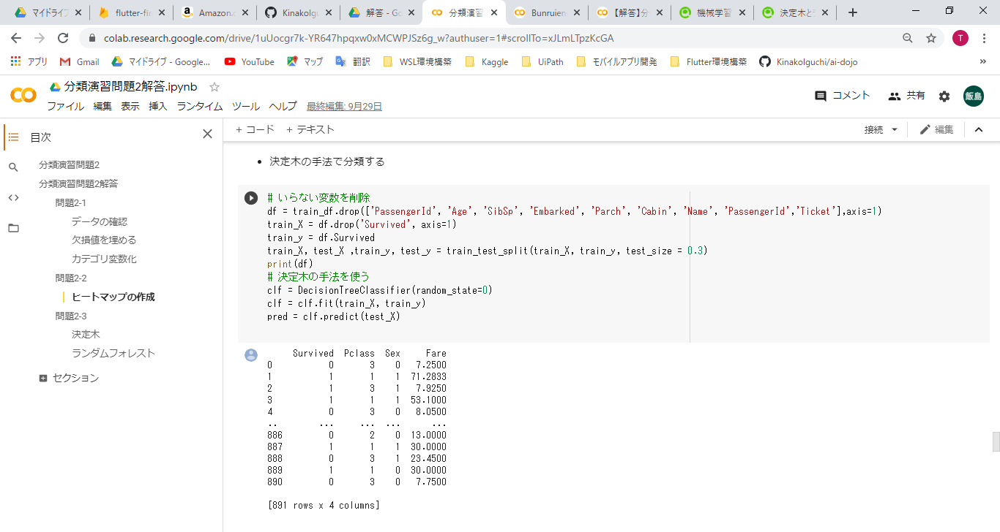 マイドライブ
flutter-fir
Amazon.c
Kinakolgu
解答 - Go
分類演習
Bunruien
【解答】分
機械学習
決定木と
colab.research.google.com/drive/1uUocgr7k-YR647hpqxw0xMCWPJSz6g_w?authuser=1#scrollTo=xJLmLTpzKcGA
T
アプリ Gmail マイドライブ - Google... YouTube マップ 翻訳 WSL環境構築 Kaggle UiPath モバイルアプリ開発 Flutter環境構築 Kinakolguchi/ai-dojo »
分類演習問題2解答.ipynb
コメント 共有 飯島
ファイル 編集 表示 挿入 ランタイム ツール ヘルプ 最終編集: 9月29日
目次
+ コード + テキスト
接続 編集
分類演習問題2
分類演習問題2解答
問題2-1
データの確認
欠損値を埋める
カテゴリ変数化
問題2-2
ヒートマップの作成
問題2-3
決定木
ランダムフォレスト
セクション
• 決定木の手法で分類する
# いらない変数を削除
df = train_df.drop(['PassengerId', 'Age', 'SibSp', 'Embarked', 'Parch', 'Cabin', 'Name', 'PassengerId','Ticket'],axis=1)
train_X = df.drop('Survived', axis=1)
train_y = df.Survived
train_X, test_X ,train_y, test_y = train_test_split(train_X, train_y, test_size = 0.3)
print(df)
# 決定木の手法を使う
clf = DecisionTreeClassifier(random_state=0)
clf = clf.fit(train_X, train_y)
pred = clf.predict(test_X)
Survived Pclass Sex Fare
0 0 3 0 7.2500
1 1 1 1 71.2833
2 1 3 1 7.9250
3 1 1 1 53.1000
4 0 3 0 8.0500
.. ... ... ... ...
886 0 2 0 13.0000
887 1 1 1 30.0000
888 0 3 1 23.4500
889 1 1 0 30.0000
890 0 3 0 7.7500
[891 rows x 4 columns]